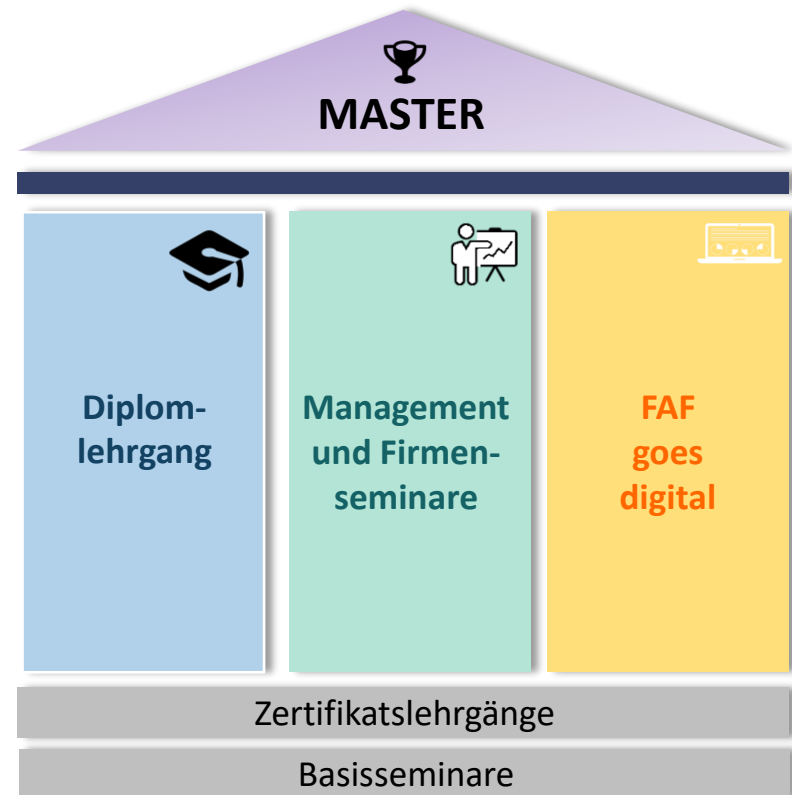 MASTER
Diplom-
lehrgang
Management
und Firmen-
seminare
FAF
goes
digital
Zertifikatslehrgänge
Basisseminare